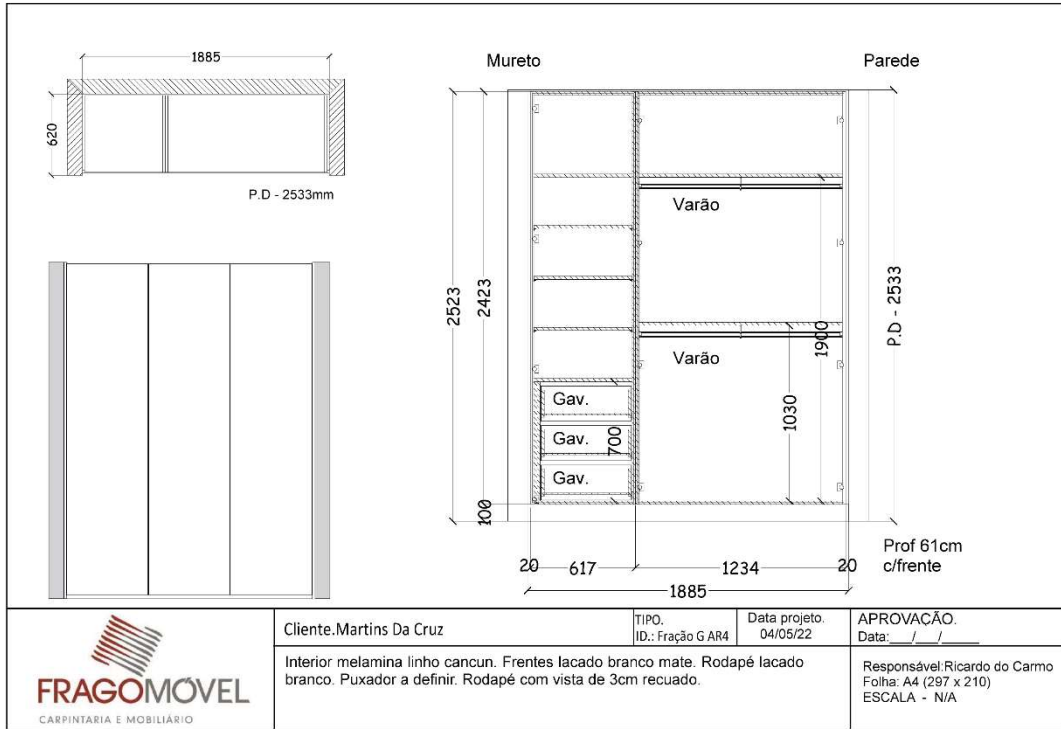 1885
620
P.D - 2533mm
Mureto
Parede
2523
2423
100
Varão
Varão
Gav.
Gav.
Gav.
700
1900
1030
P.D - 2533
20
617
1234
20
1885
Prof 61cm
c/frente
FRAGOMÓVEL
CARPINTARIA E MOBILIÁRIO
Cliente.Martins Da Cruz
TIPO.
ID.: Fração G AR4
Data projeto.
04/05/22
APROVAÇÃO.
Data:___/___/_____
Interior melamina linho cancun. Frentes lacado branco mate. Rodapé lacado
branco. Puxador a definir. Rodapé com vista de 3cm recuado.
Responsável:Ricardo do Carmo
Folha: A4 (297 x 210)
ESCALA - N/A